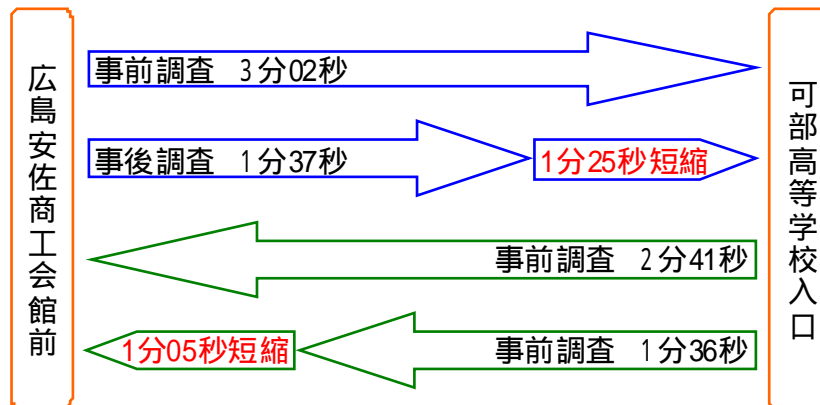 広島安佐商工会館前
事前調査 3分02秒
事後調査 1分37秒
1分25秒短縮
事前調査 2分41秒
1分05秒短縮
事前調査 1分36秒
可部高等学校入口